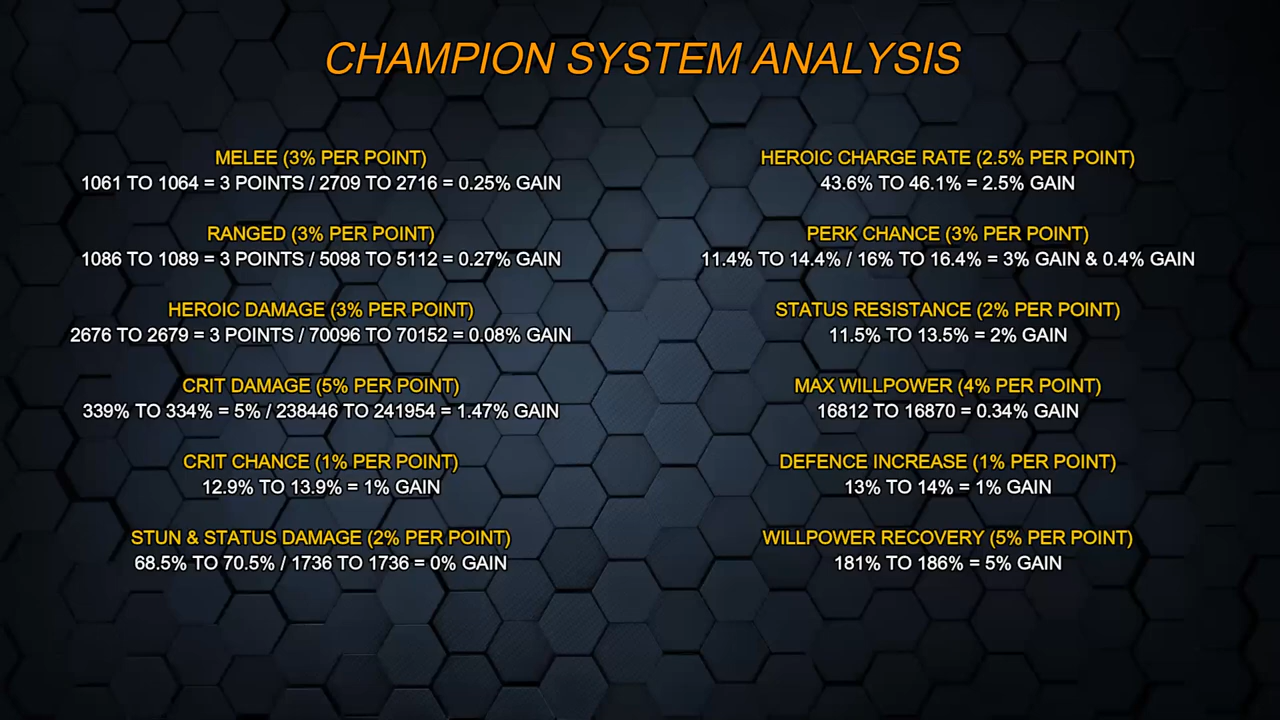 CHAMPION SYSTEM ANALYSIS
MELEE (3% PER POINT)
1061 TO 1064 = 3 POINTS / 2709 TO 2716 = 0.25% GAIN
RANGED (3% PER POINT)
1086 TO 1089 = 3 POINTS / 5098 TO 5112 = 0.27% GAIN
HEROIC DAMAGE (3% PER POINT)
2676 TO 2679 = 3 POINTS / 70096 TO 70152 = 0.08% GAIN
CRIT DAMAGE (5% PER POINT)
339% TO 334% = 5% / 238446 TO 241954 = 1.47% GAIN
CRIT CHANCE (1% PER POINT)
12.9% TO 13.9% = 1% GAIN
STUN & STATUS DAMAGE (2% PER POINT)
68.5% TO 70.5% / 1736 TO 1736 = 0% GAIN
HEROIC CHARGE RATE (2.5% PER POINT)
43.6% TO 46.1% = 2.5% GAIN
PERK CHANCE (3% PER POINT)
11.4% TO 14.4% / 16% TO 16.4% = 3% GAIN & 0.4% GAIN
STATUS RESISTANCE (2% PER POINT)
11.5% TO 13.5% = 2% GAIN
MAX WILLPOWER (4% PER POINT)
16812 TO 16870 = 0.34% GAIN
DEFENCE INCREASE (1% PER POINT)
13% TO 14% = 1% GAIN
WILLPOWER RECOVERY (5% PER POINT)
181% TO 186% = 5% GAIN